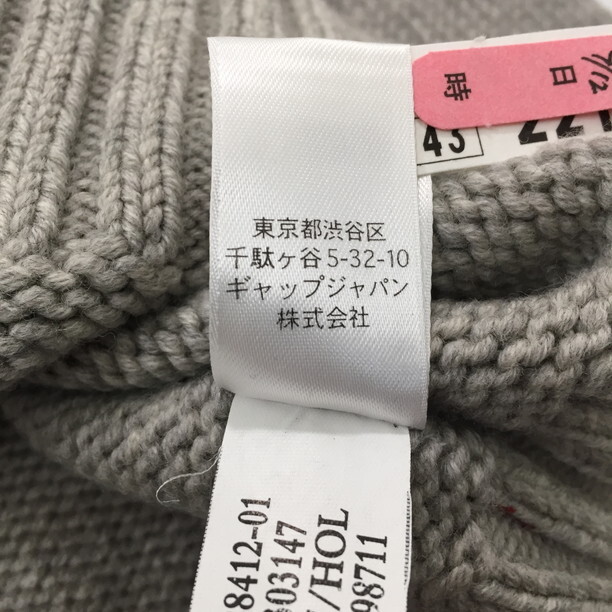 東京都渋谷区
千駄ヶ谷5-32-10
ギャップジャパン
株式会社
日
時
43
8412-01
03147
/HOL
98711